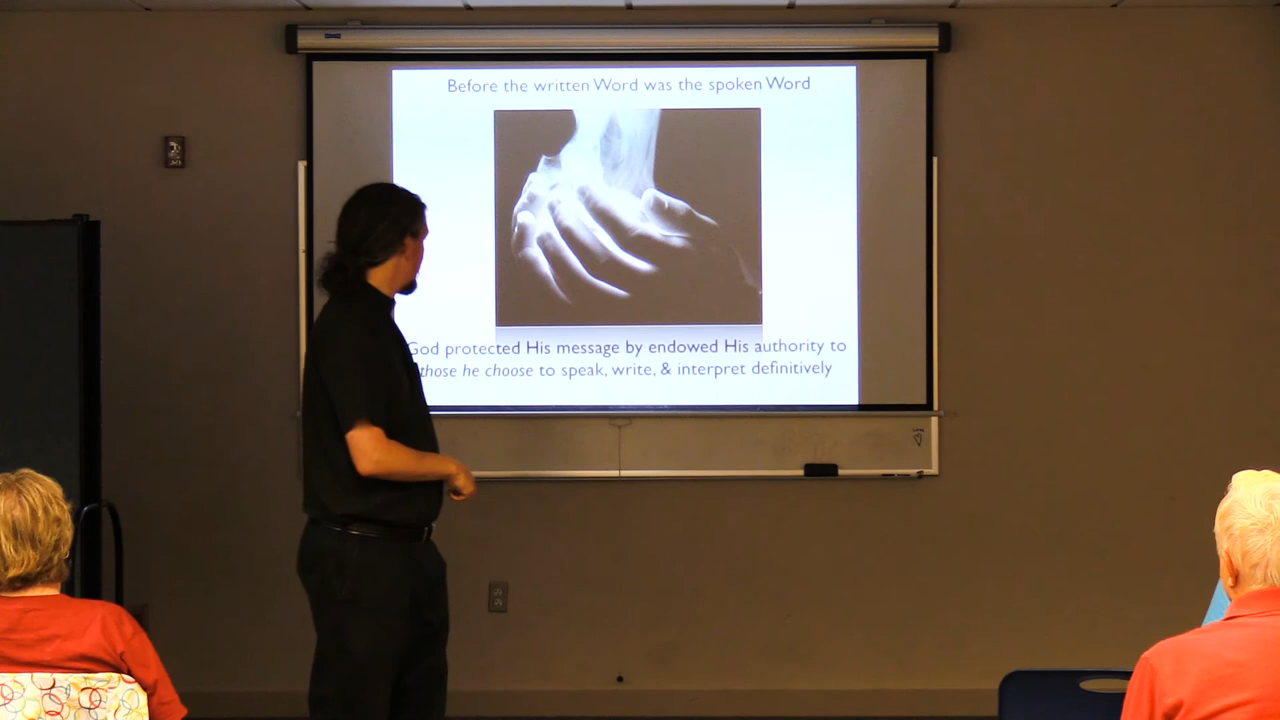 Before the written Word was the spoken Word
God protected His message by endowed His authority to
those he choose to speak, write, & interpret definitively